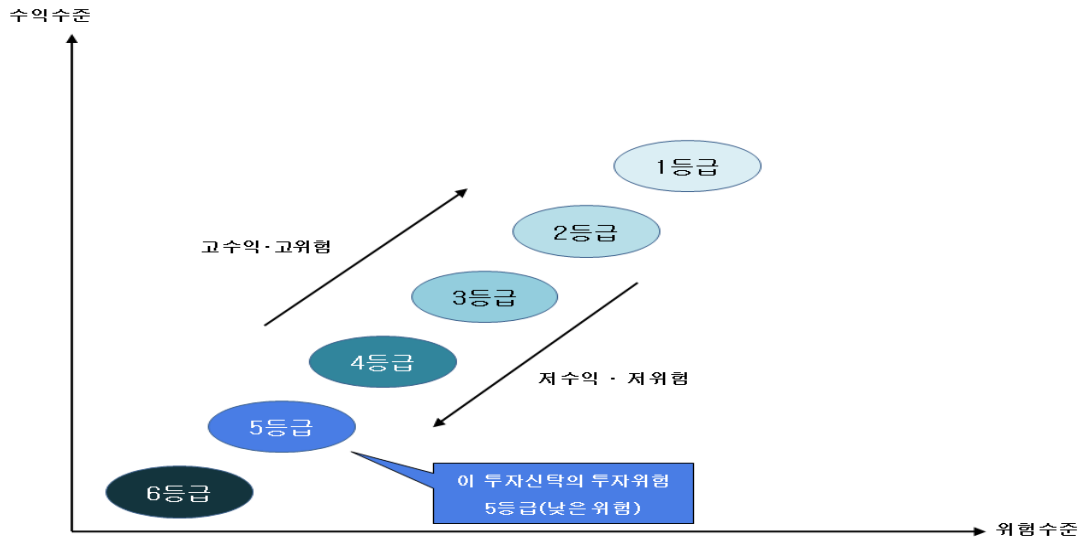 수익수준
1등급
2등급
고수익·고위험
3등급
4등급
저수익 · 저위험
5등급
이 투자신탁의 투자위험
5등급(낮은 위험)
6등급
위험수준